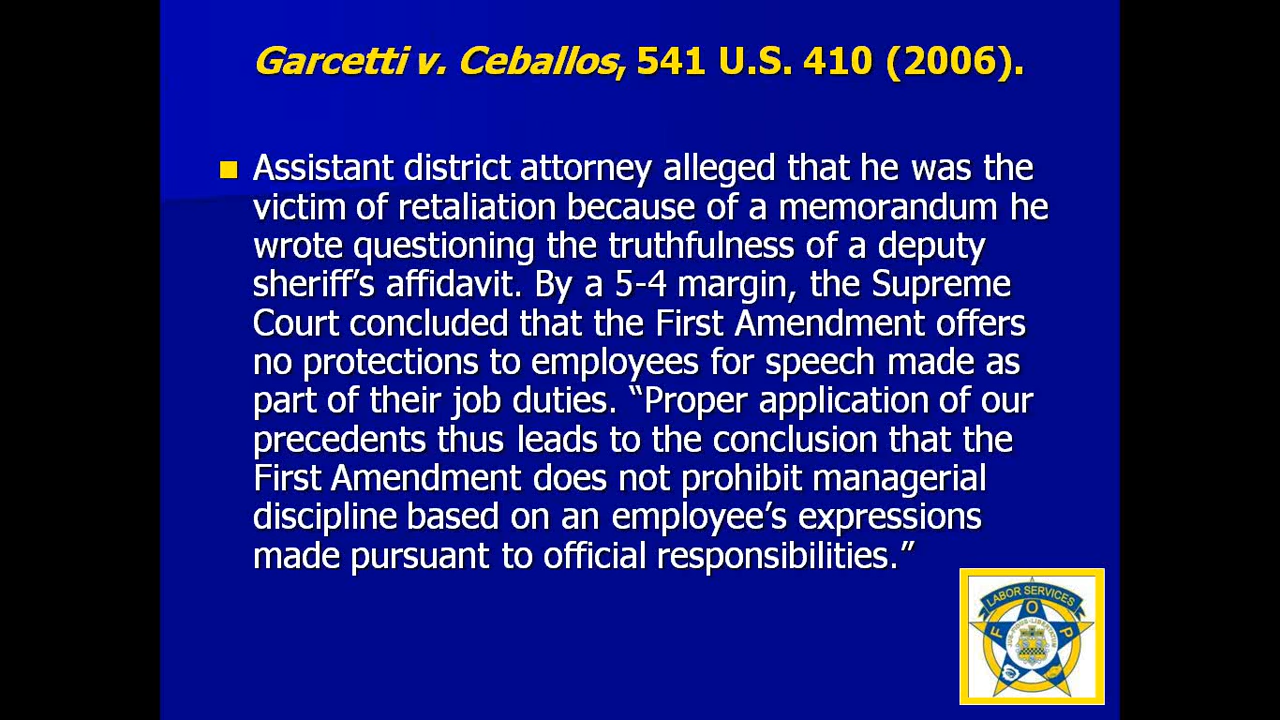 Garcetti v. Ceballos, 541 U.S. 410 (2006).
Assistant district attorney alleged that he was the
victim of retaliation because of a memorandum he
wrote questioning the truthfulness of a deputy
sheriff’s affidavit. By a 5-4 margin, the Supreme
Court concluded that the First Amendment offers
no protections to employees for speech made as
part of their job duties. “Proper application of our
precedents thus leads to the conclusion that the
First Amendment does not prohibit managerial
discipline based on an employee’s expressions
made pursuant to official responsibilities.”
LABOR SERVICES
F O P